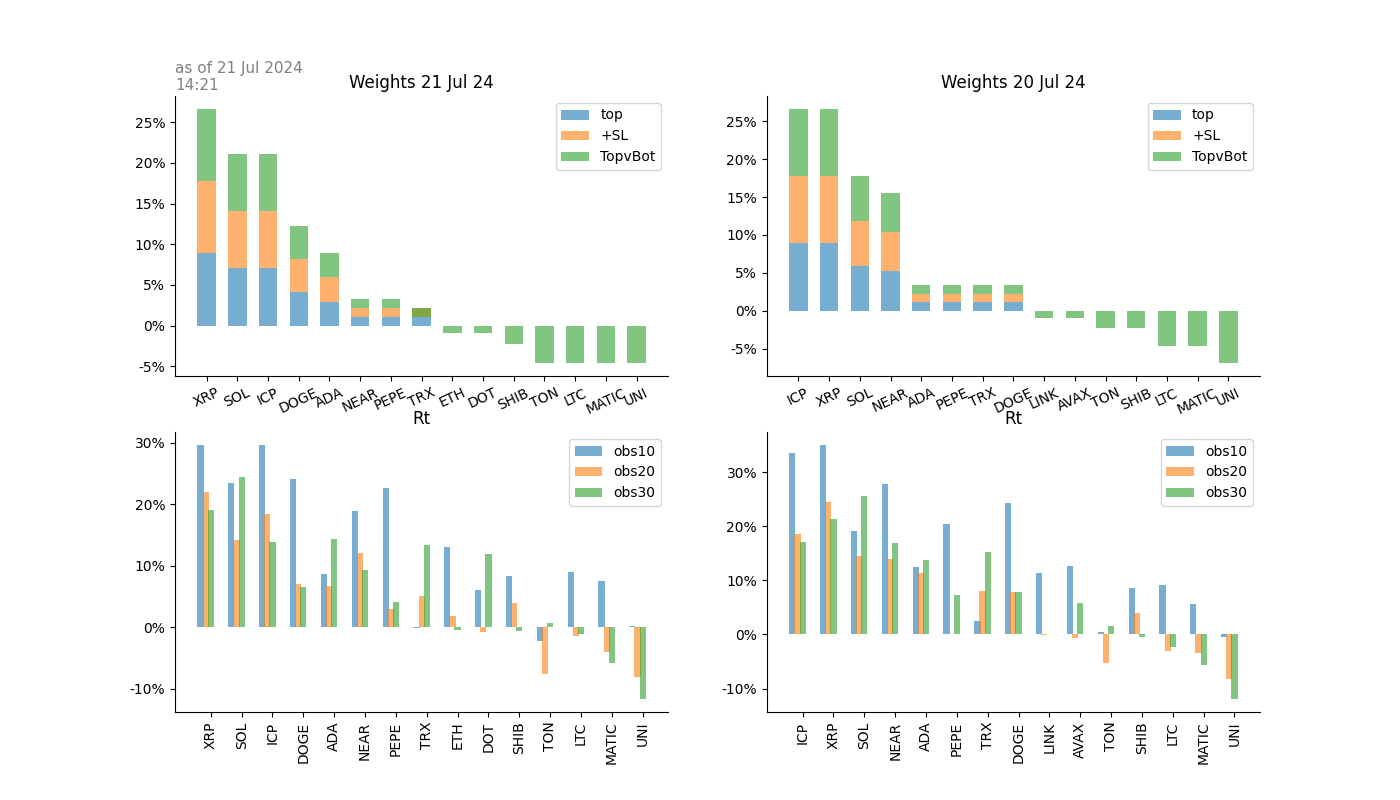 as of 21 Jul 2024
14:21
Weights 21 Jul 24
25%
20%
15%
10%
5%
0%
-5%
top
+SL
TopvBot
XRP SOL ICP DOGE ADA NEAR PEPE TRX ETH DOT SHIB TON LTC MATIC UNI
Weights 20 Jul 24
25%
20%
15%
10%
5%
0%
-5%
top
+SL
TopvBot
ICP XRP SOL NEAR ADA PEPE TRX DOGE LINK AVAX TON SHIB LTC MATIC UNI
Rt
30%
20%
10%
0%
-10%
obs10
obs20
obs30
XRP SOL ICP DOGE ADA NEAR PEPE TRX ETH DOT SHIB TON LTC MATIC UNI
Rt
30%
20%
10%
0%
-10%
obs10
obs20
obs30
ICP XRP SOL NEAR ADA PEPE TRX DOGE LINK AVAX TON SHIB LTC MATIC UNI